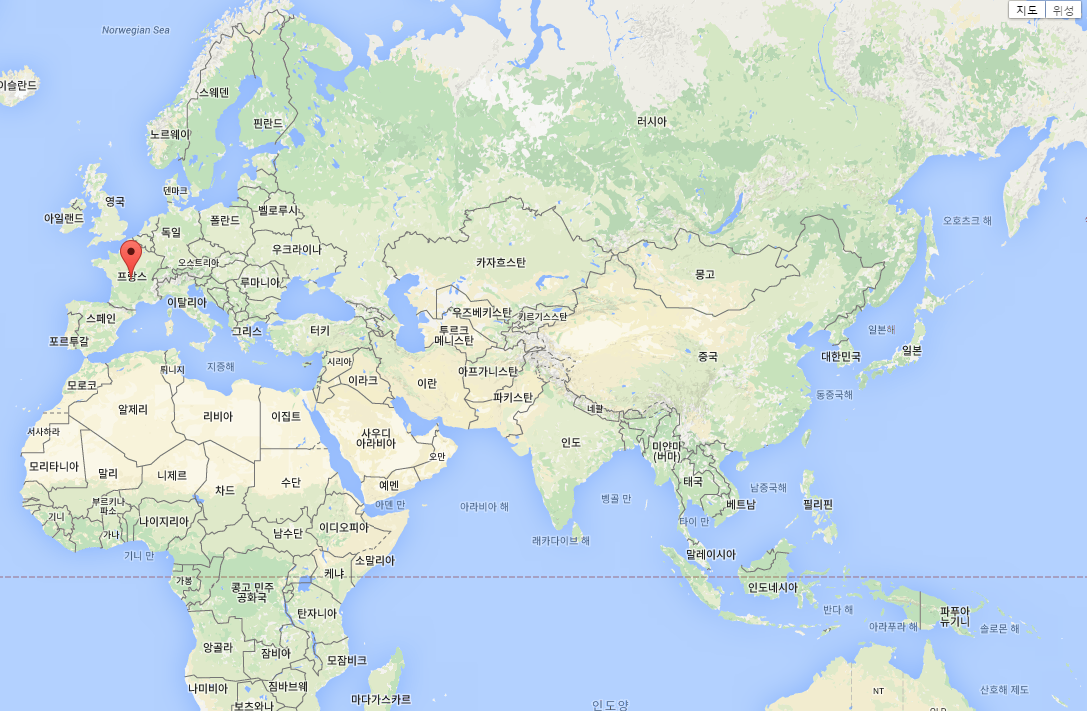 지도 위성
Norwegian Sea
이슬란드
스웨덴
핀란드
노르웨이
러시아
덴마크
영국
아일랜드
벨로루시
폴란드
독일
오호츠크 해
우크라이나
오스트리아
프랑스
카자흐스탄
몽고
루마니아
이탈리아
스페인
우즈베키스탄
키르기스스탄
포르투갈
그리스
터키
투르크
메니스탄
일본해
대한민국
일본
중국
시리아
지중해
튀니지
아프가니스탄
모로코
이라크
이란
파키스탄
동중국해
네팔
알제리
리비아
이집트
서사하라
사우디
아라비아
인도
미얀마
(버마)
오만
모리타니아
말리
니제르
차드
수단
예멘
태국
남중국해
부르키나
파소
아덴 만
아라비아 해
벵골 만
베트남
필리핀
기니
가나
나이지리아
남수단
이디오피아
타이 만
래카다이브 해
기니 만
소말리아
말레이시아
케냐
가봉
콩고 민주
공화국
인도네시아
탄자니아
반다 해
파푸아
뉴기니
아라푸라 해
솔로몬 해
앙골라
잠비아
모잠비크
나미비아
짐바브웨
마다가스카르
보츠와나
인도양
NT
산호해 제도